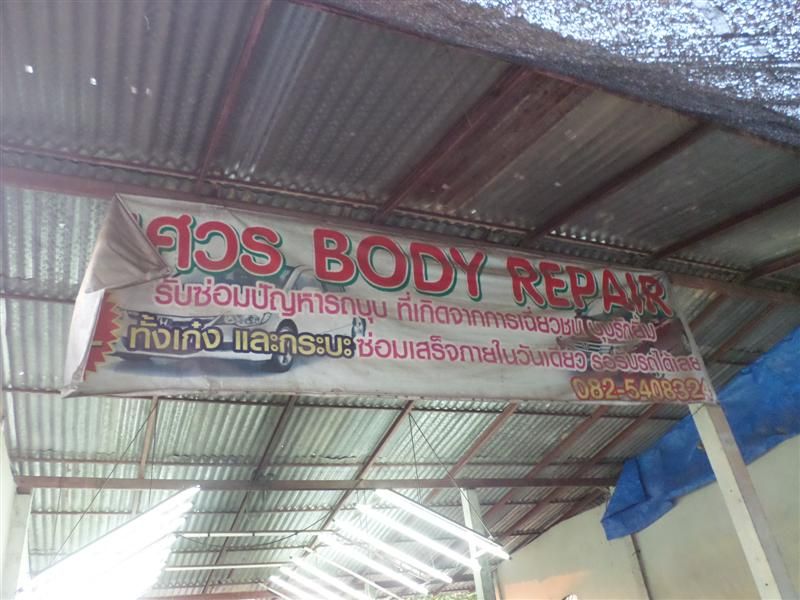 ศวร BODY REPAIR
รับซ่อมปัญหารถบุบ ที่เกิดจากการเฉี่ยวชน
ทั้งเก๋ง และกระบะ ซ่อมเสร็จภายในวันเดียว รอรับรถได้เลย
082-5408324